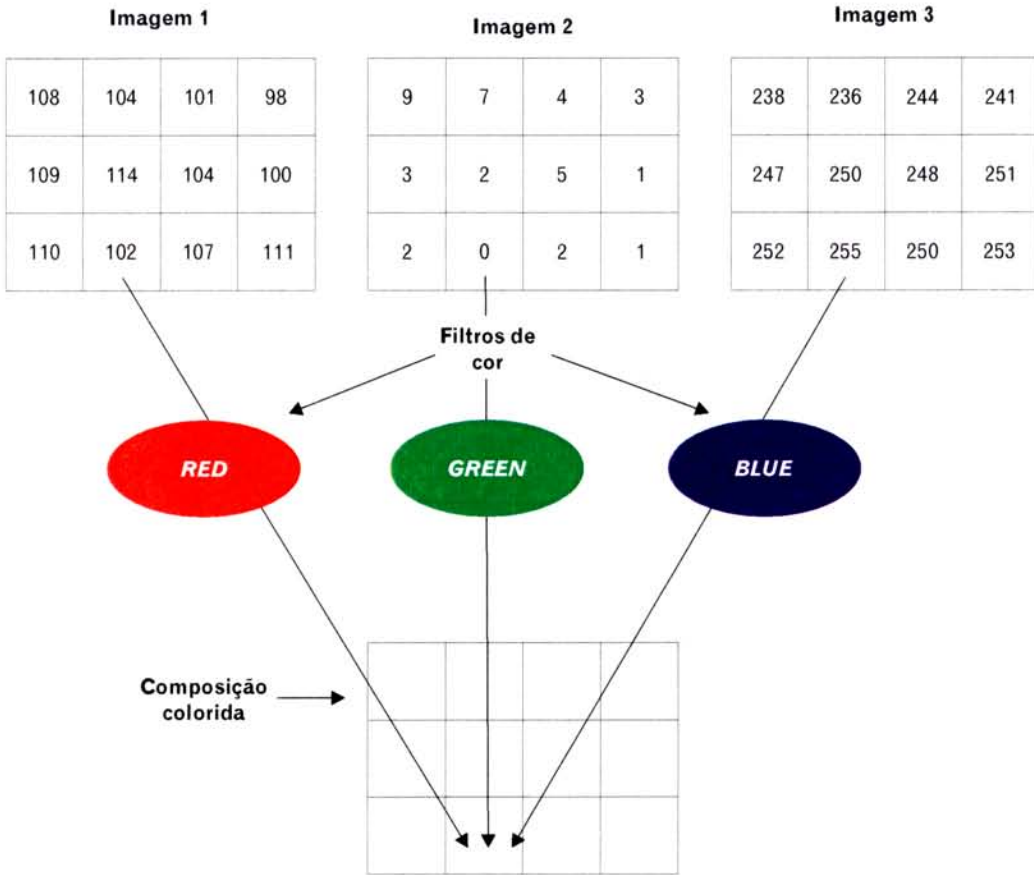 Imagem 1
Imagem 2
Imagem 3
108 104 101 98
109 114 104 100
110 102 107 111
9 7 4 3
3 2 5 1
2 0 2 1
238 236 244 241
247 250 248 251
252 255 250 253
Filtros de
cor
RED
GREEN
BLUE
Composição
colorida